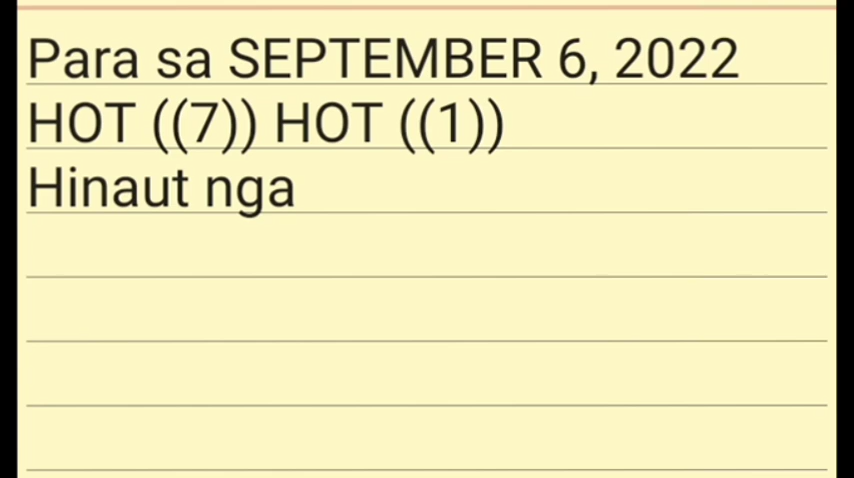 Para sa SEPTEMBER 6, 2022
HOT ((7)) HOT ((1))
Hinaut nga